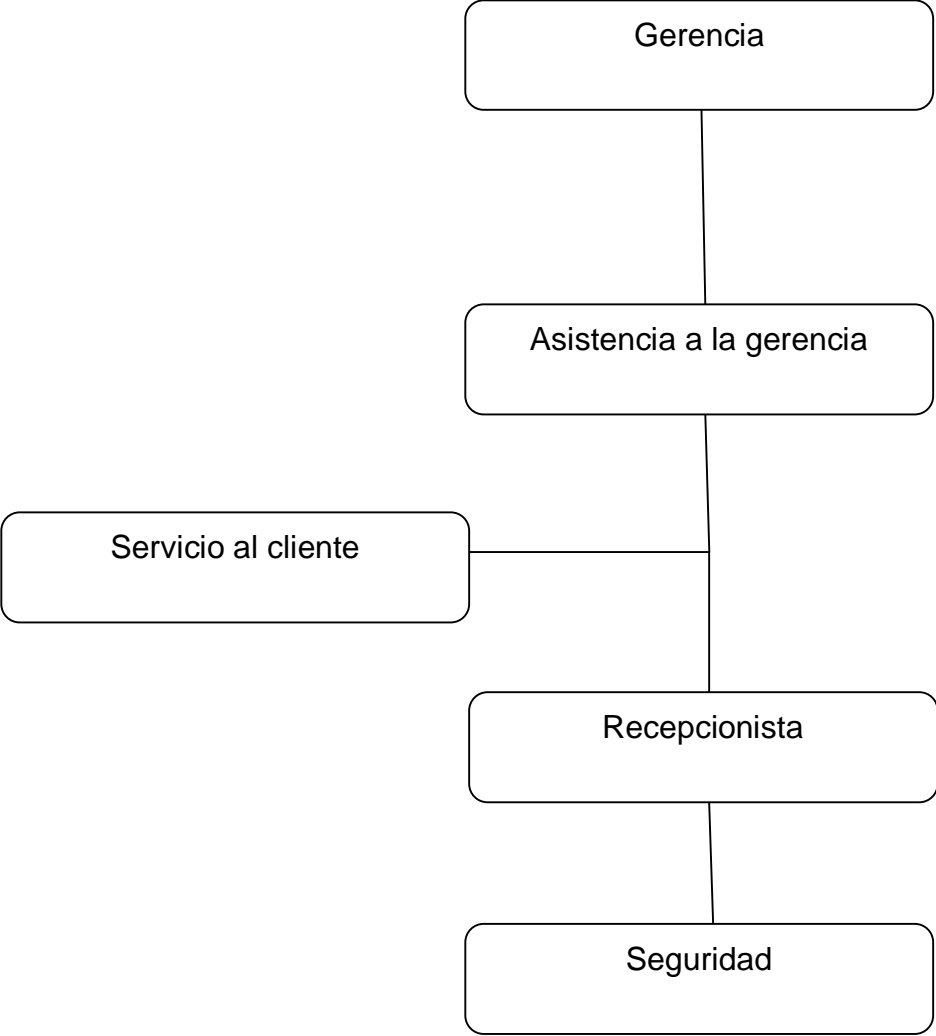 Gerencia
Asistencia a la gerencia
Servicio al cliente
Recepcionista
Seguridad